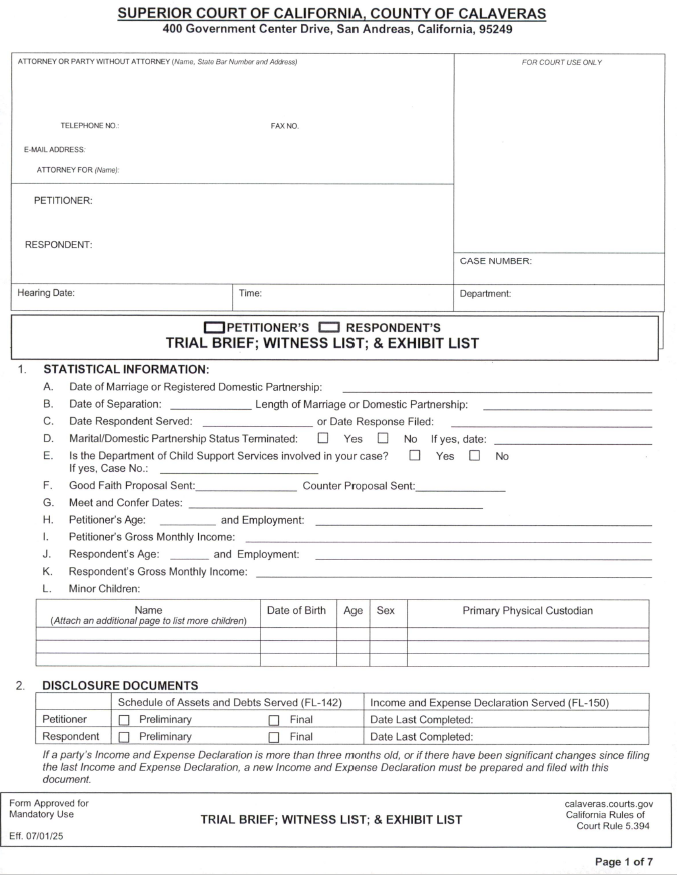 SUPERIOR COURT OF CALIFORNIA, COUNTY OF CALAVERAS
400 Government Center Drive, San Andreas, California, 95249
ATTORNEY OR PARTY WITHOUT ATTORNEY (Name, State Bar Number and Address)
FOR COURT USE ONLY
TELEPHONE NO.: FAX NO.
E-MAIL ADDRESS:
ATTORNEY FOR (Name):
PETITIONER:
RESPONDENT:
CASE NUMBER:
Hearing Date: Time: Department:
PETITIONER'S RESPONDENT'S
TRIAL BRIEF; WITNESS LIST; & EXHIBIT LIST
1. STATISTICAL INFORMATION:
A. Date of Marriage or Registered Domestic Partnership:
B. Date of Separation: Length of Marriage or Domestic Partnership:
C. Date Respondent Served: or Date Response Filed:
D. Marital/Domestic Partnership Status Terminated: Yes No If yes, date:
E. Is the Department of Child Support Services involved in your case? Yes No
If yes, Case No.:
F. Good Faith Proposal Sent: Counter Proposal Sent:
G. Meet and Confer Dates:
H. Petitioner's Age: and Employment:
I. Petitioner's Gross Monthly Income:
J. Respondent's Age: and Employment:
K. Respondent's Gross Monthly Income:
L. Minor Children:
Name Date of Birth Age Sex Primary Physical Custodian
(Attach an additional page to list more children)
2. DISCLOSURE DOCUMENTS
Schedule of Assets and Debts Served (FL-142) Income and Expense Declaration Served (FL-150)
Petitioner Preliminary Final Date Last Completed:
Respondent Preliminary Final Date Last Completed:
If a party's Income and Expense Declaration is more than three months old, or if there have been significant changes since filing
the last Income and Expense Declaration, a new Income and Expense Declaration must be prepared and filed with this
document.
Form Approved for
Mandatory Use
Eff. 07/01/25
TRIAL BRIEF; WITNESS LIST; & EXHIBIT LIST
calaveras.courts.gov
California Rules of
Court Rule 5.394
Page 1 of 7